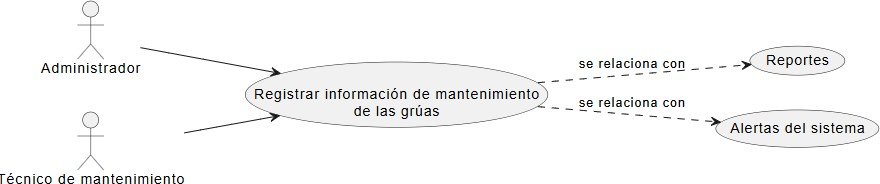 Administrador
Técnico de mantenimiento
Registrar información de mantenimiento
de las grúas
se relaciona con
se relaciona con
Reportes
Alertas del sistema